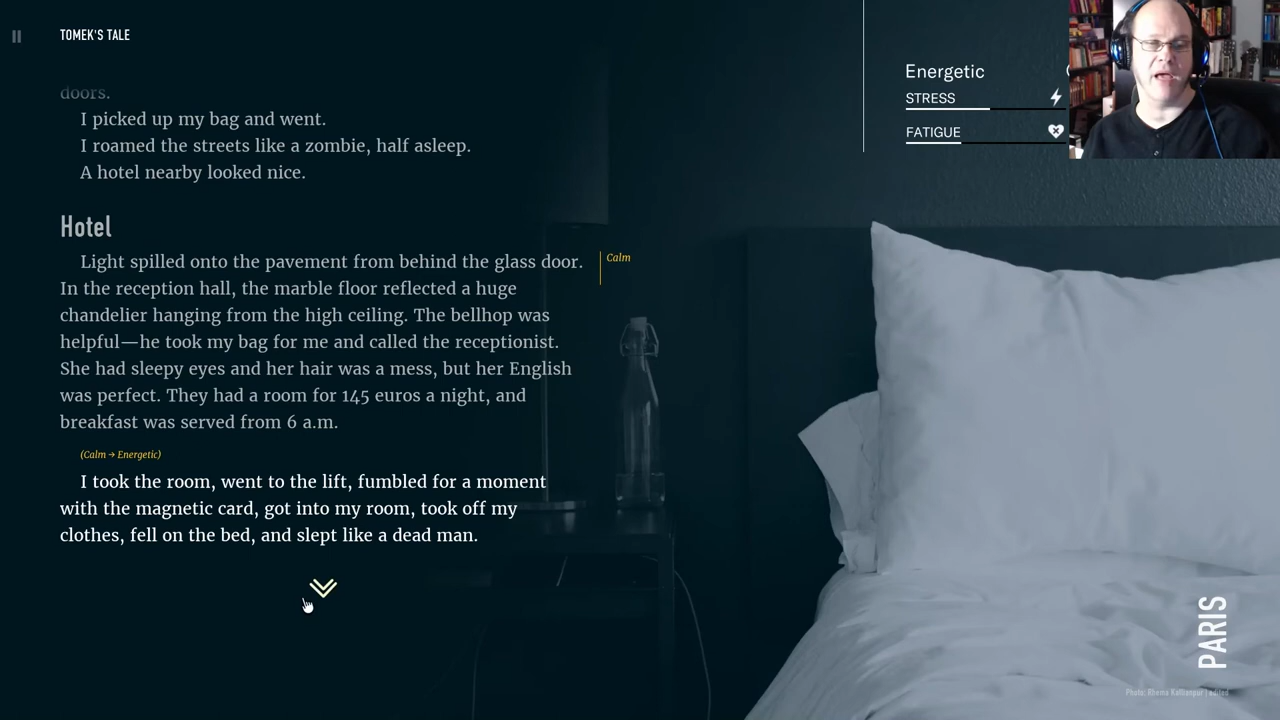 TOMEK'S TALE
doors.
I picked up my bag and went.
I roamed the streets like a zombie, half asleep.
A hotel nearby looked nice.
Hotel
Light spilled onto the pavement from behind the glass door.
In the reception hall, the marble floor reflected a huge
chandelier hanging from the high ceiling. The bellhop was
helpful—he took my bag for me and called the receptionist.
She had sleepy eyes and her hair was a mess, but her English
was perfect. They had a room for 145 euros a night, and
breakfast was served from 6 a.m.
Calm
(Calm → Energetic)
I took the room, went to the lift, fumbled for a moment
with the magnetic card, got into my room, took off my
clothes, fell on the bed, and slept like a dead man.
Energetic
STRESS
FATIGUE
PARIS
Photo: Rhema Kallianpur | edited